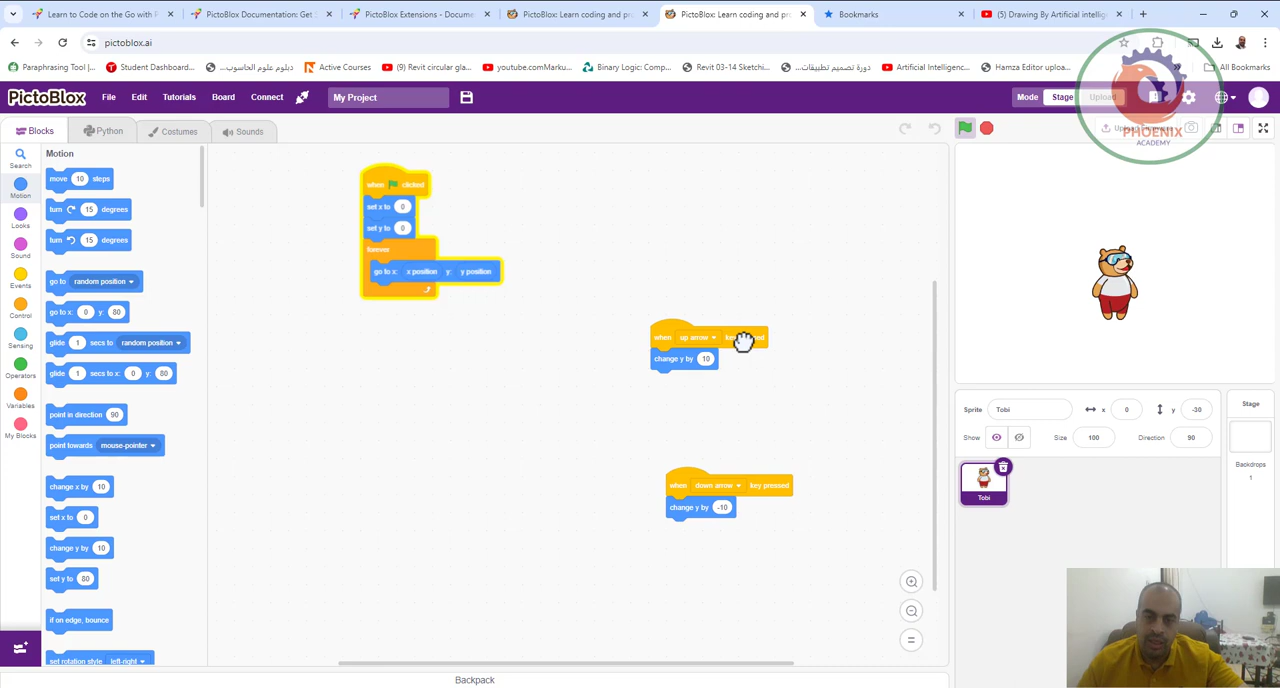 Learn to Code on the Go with P
PictoBlox Documentation: Get S
PictoBlox Extensions - Docume
PictoBlox: Learn coding and pr
PictoBlox: Learn coding and pr
Bookmarks
(5) Drawing By Artificial intellig
pictoblox.ai
Paraphrasing Tool |...
Student Dashboard...
دبلوم علوم الحاسوب...
Active Courses
(9) Revit sectar glas...
youtube.comMarku...
Binary Logic: Comp...
Revit 03-14 Sketchi...
دورة تصميم تطبيقات...
Artificial Intelligenc...
Hamza Editor uploa...
»
All Bookmarks
PictoBlox
File
Edit
Tutorials
Board
Connect
My Project
Mode
Stage
Upload
PHOENIX
ACADEMY
Blocks
Python
Costumes
Sounds
Search
Motion
Looks
Sound
Events
Control
Sensing
Operators
Variables
My Blocks
Motion
move 10 steps
turn 15 degrees
turn 15 degrees
go to random position
go to x: 0 y: 80
glide 1 secs to random position
glide 1 secs to x: 0 y: 80
point in direction 90
point towards mouse-pointer
change x by 10
set x to 0
change y by 10
set y to 80
if on edge, bounce
set rotation style left-right
when clicked
set x to 0
set y to 0
forever
go to x: x position y: y position
when up arrow
change y by 10
when down arrow key pressed
change y by -10
Sprite Tobi x 0 y -30
Show Size 100 Direction 90
Tobi
Stage
Backdrops
1
Backpack